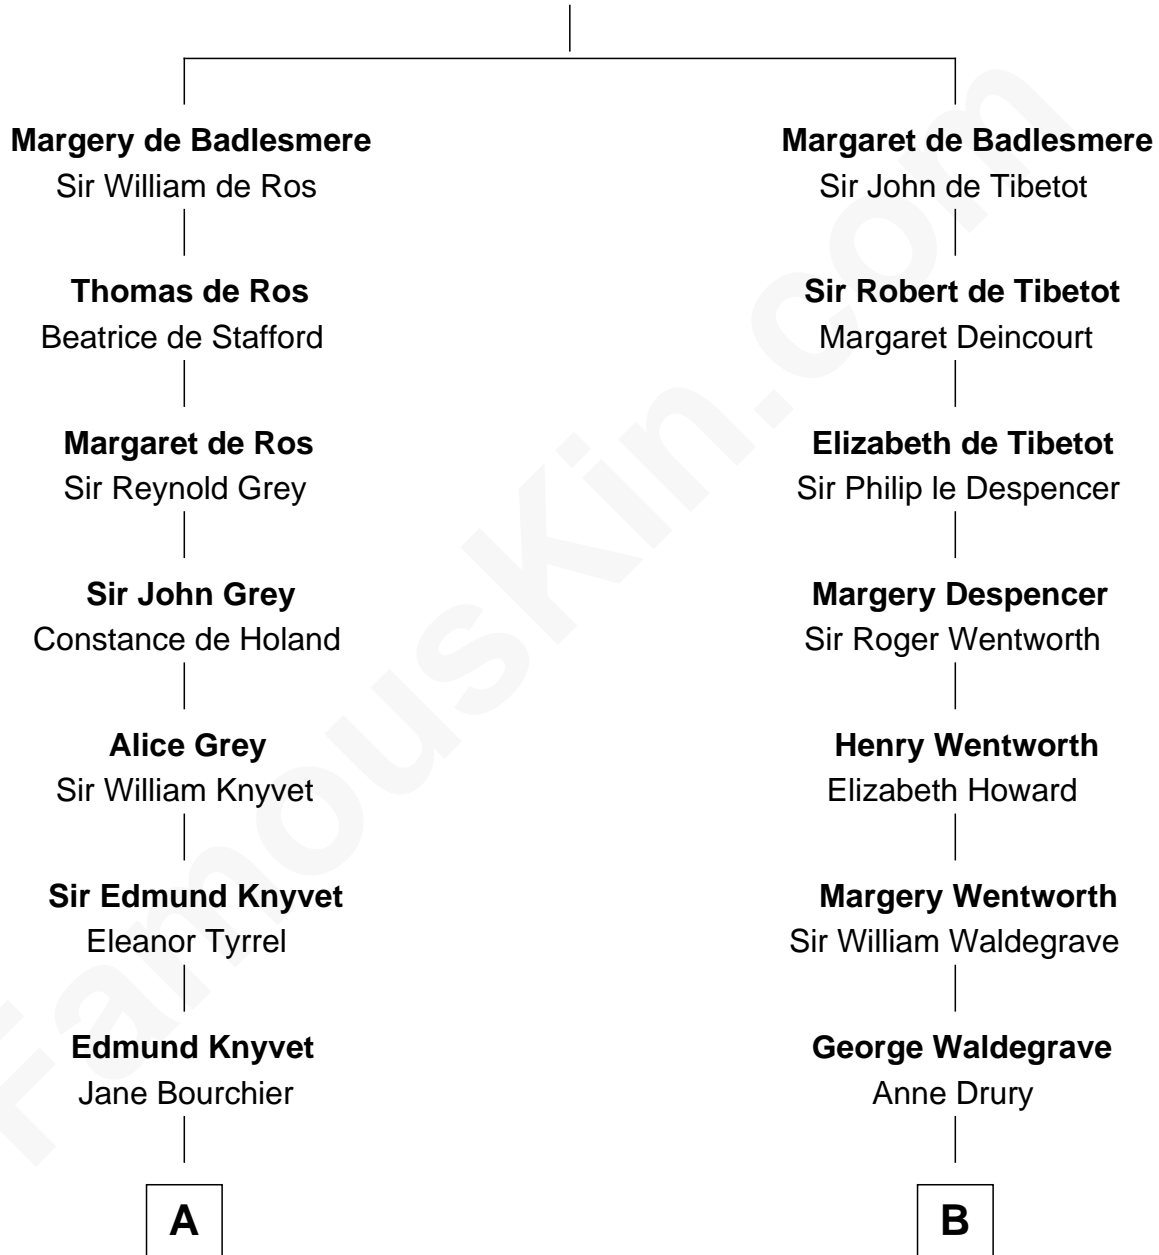 Margery de Badlesmere
Sir William de Ros
Thomas de Ros
Beatrice de Stafford
Margaret de Ros
Sir Reynold Grey
Sir John Grey
Constance de Holand
Alice Grey
Sir William Knyvet
Sir Edmund Knyvet
Eleanor Tyrrel
Edmund Knyvet
Jane Bourchier
A
Margaret de Badlesmere
Sir John de Tibetot
Sir Robert de Tibetot
Margaret Deincourt
Elizabeth de Tibetot
Sir Philip le Despencer
Margery Despencer
Sir Roger Wentworth
Henry Wentworth
Elizabeth Howard
Margery Wentworth
Sir William Waldegrave
George Waldegrave
Anne Drury
B
FamousKin.com